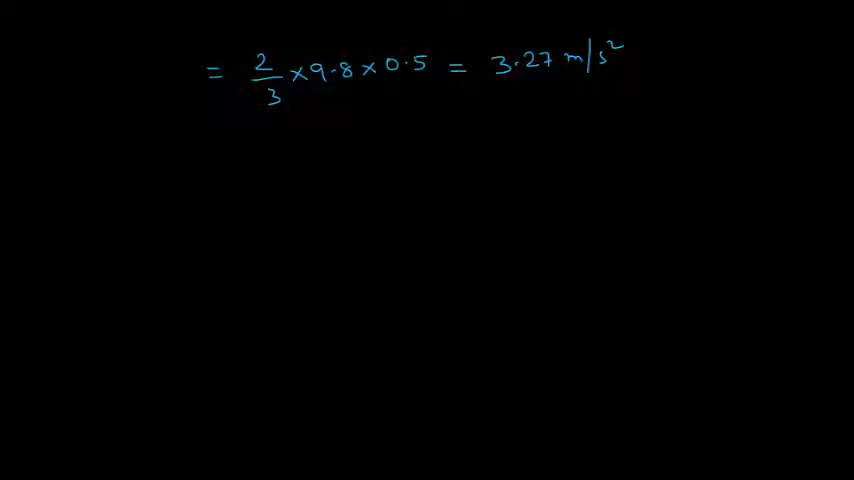 = 2/3 × 9.8 × 0.5 = 3.27 m/s²